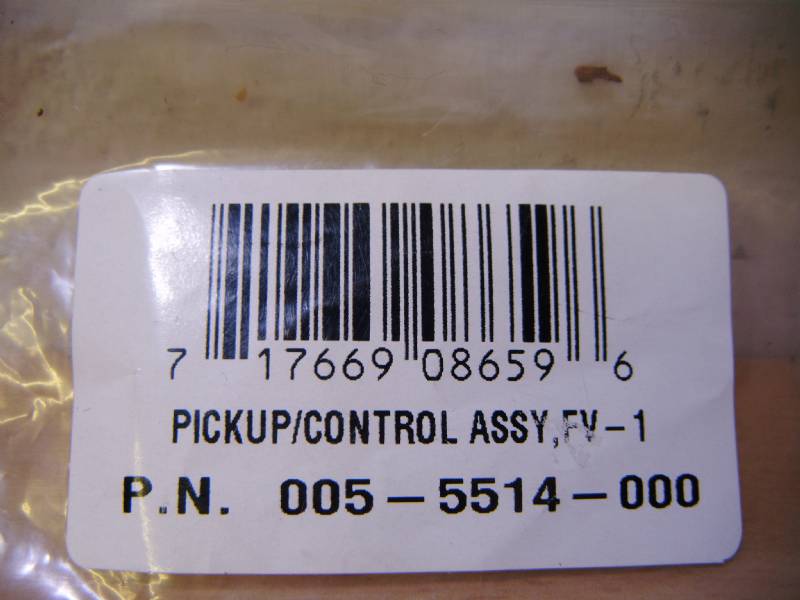 7 17669 08659 6
PICKUP/CONTROL ASSY,FV-1
P.N. 005-5514-000